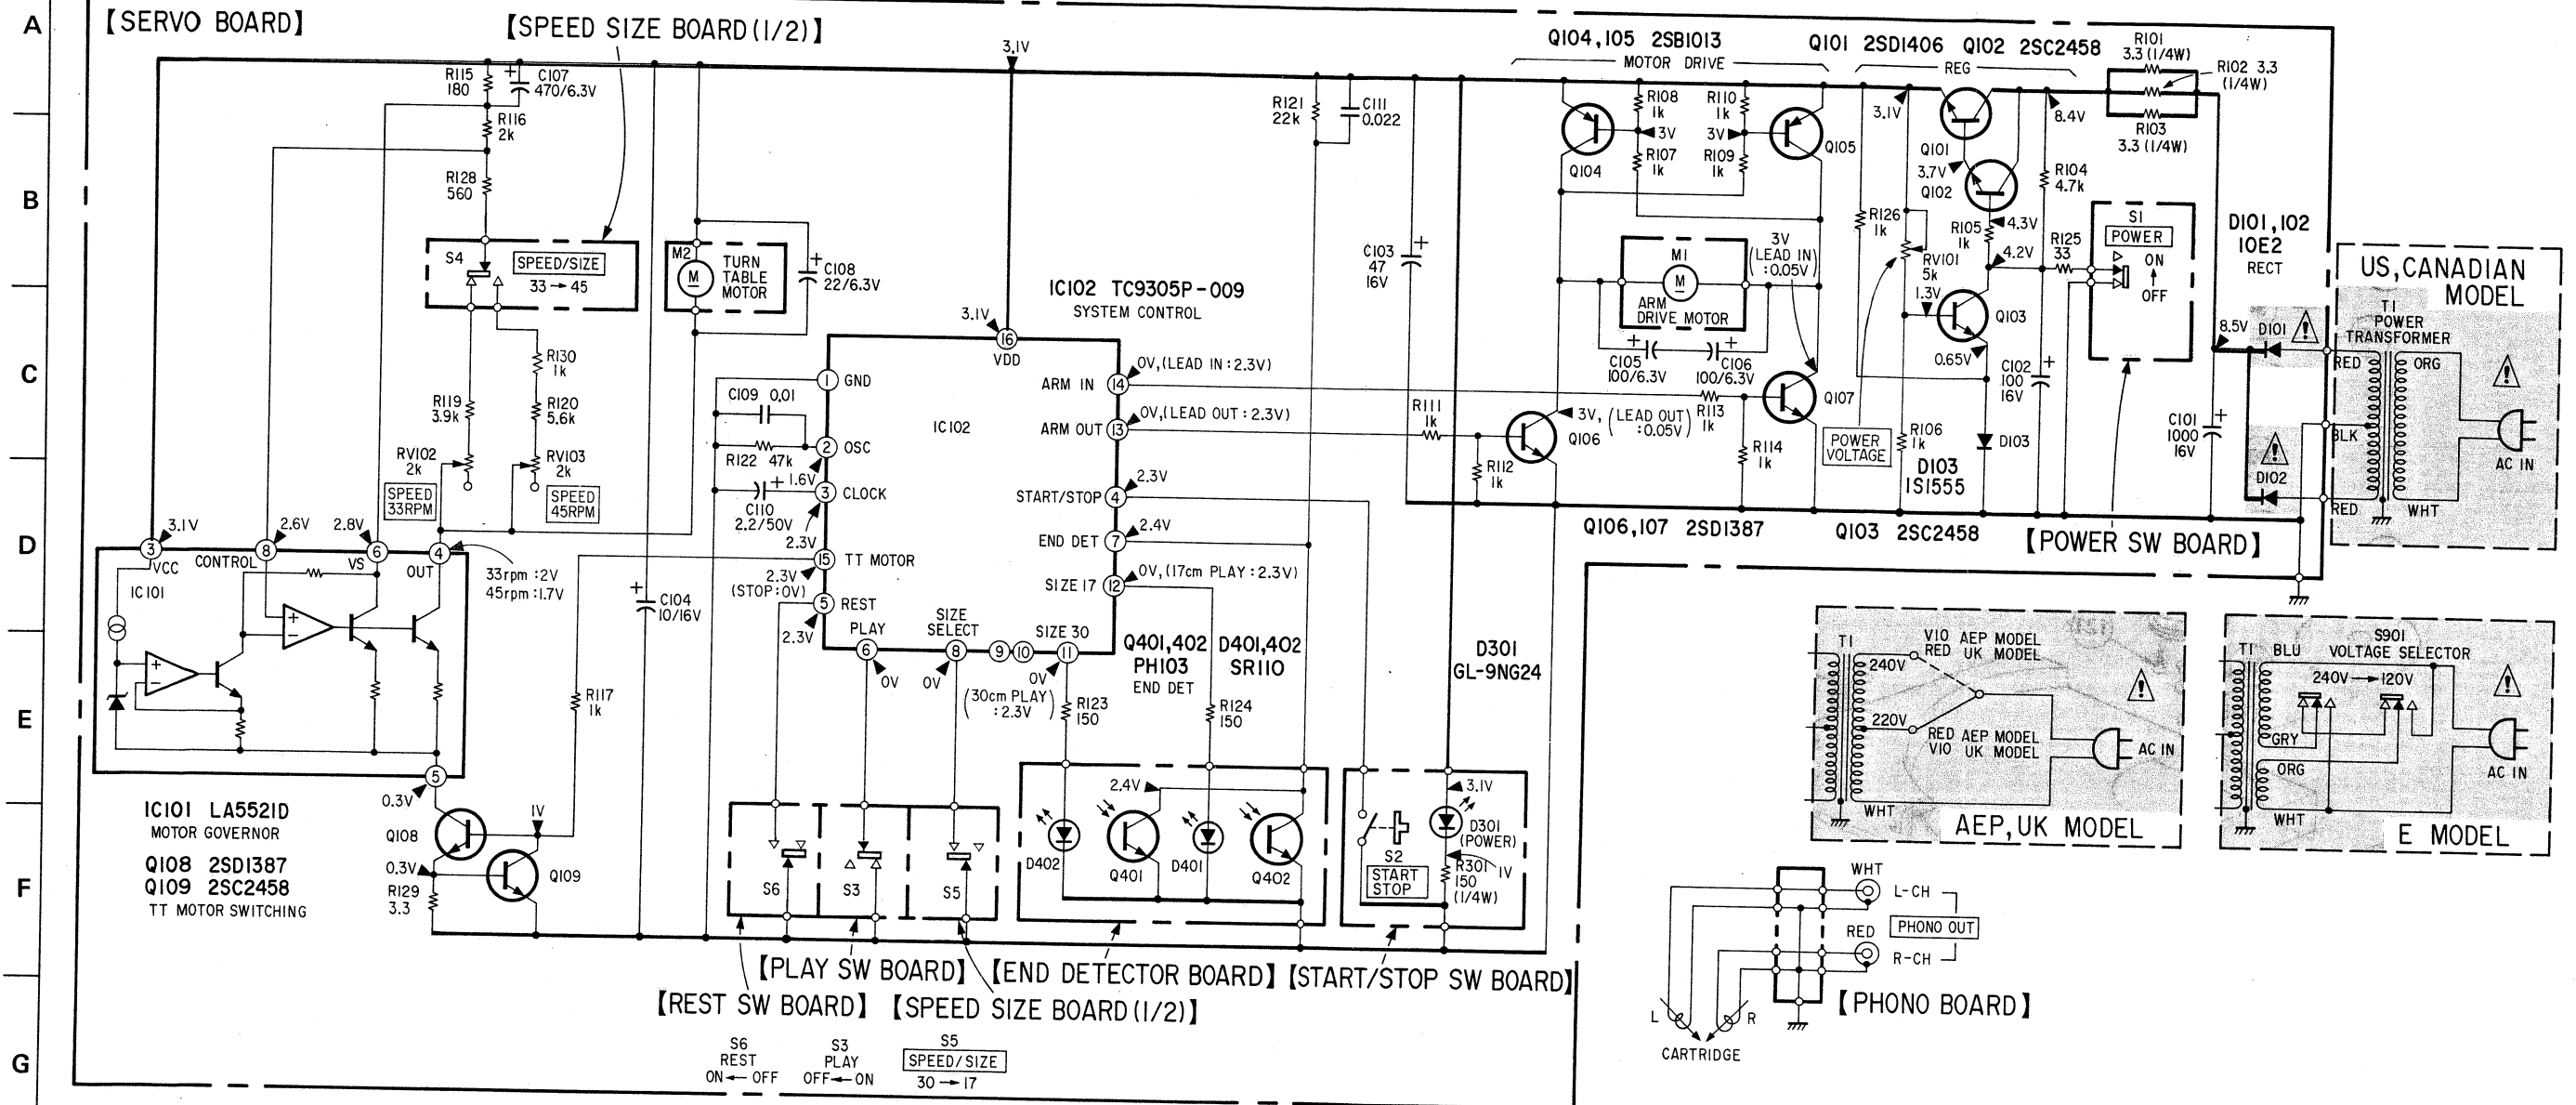 A
B
C
D
E
F
G
【SERVO BOARD】
【SPEED SIZE BOARD(1/2)】
3.1V
R115
180
C107
470/6.3V
R116
2k
R128
560
S4
SPEED/SIZE
33→45
R130
1k
R119
3.9k
R120
5.6k
RV102
2k
RV103
2k
SPEED
33RPM
SPEED
45RPM
M2
M
TURN
TABLE
MOTOR
C108
22/6.3V
IC102 TC9305P-009
SYSTEM CONTROL
3.1V
16
VDD
1
GND
C109 0.01
IC102
2
OSC
R122 47k
1.6V
3
CLOCK
C110
2.2/50V
2.3V
15
TT MOTOR
2.3V
(STOP:0V)
5
REST
2.3V
PLAY
6
0V
SIZE
SELECT
8
0V
9
10
SIZE 30
11
0V
(30cm PLAY
:2.3V)
ARM IN
14
0V,(LEAD IN:2.3V)
ARM OUT
13
0V,(LEAD OUT:2.3V)
START/STOP
4
2.3V
END DET
7
2.4V
SIZE 17
12
0V,(17cm PLAY:2.3V)
R121
22k
C111
0.022
C103
47
16V
Q104,105 2SB1013
MOTOR DRIVE
Q101 2SD1406 Q102 2SC2458
REG
R101
3.3 (1/4W)
R102 3.3
(1/4W)
R103
3.3 (1/4W)
R108
1k
R110
1k
3V
3V
Q104
R107
1k
R109
1k
Q105
3.1V
8.4V
Q101
3.7V
Q102
R104
4.7k
R126
1k
RV101
5k
R105
1k
4.3V
4.2V
R125
33
S1
POWER
ON
OFF
D101,102
10E2
RECT
M1
M
ARM
DRIVE MOTOR
3V
(LEAD IN
:0.05V)
C105
100/6.3V
C106
100/6.3V
1.3V
Q103
0.65V
C102
100
16V
8.5V
D101
C101
1000
16V
D102
R111
1k
Q106
3V, (LEAD OUT
:0.05V)
R113
1k
Q107
R112
1k
R114
1k
POWER
VOLTAGE
R106
1k
D103
D103
1S1555
Q106,107 2SD1387
Q103 2SC2458
【POWER SW BOARD】
US,CANADIAN
MODEL
T1
POWER
TRANSFORMER
RED
ORG
BLK
AC IN
RED
WHT
3.1V
3
VCC
IC101
CONTROL
8
2.6V
2.8V
6
VS
4
OUT
33rpm:2V
45rpm:1.7V
C104
10/16V
5
0.3V
IC101 LA5521D
MOTOR GOVERNOR
Q108 2SD1387
Q109 2SC2458
TT MOTOR SWITCHING
Q108
1V
R117
1k
0.3V
Q109
R129
3.3
Q401,402
PH103
END DET
D401,402
SR110
R123
150
R124
150
D301
GL-9NG24
S6
S3
S5
D402
2.4V
Q401
D401
Q402
3.1V
D301
(POWER)
S2
START
STOP
1V
R301
150
(1/4W)
【PLAY SW BOARD】
【END DETECTOR BOARD】
【START/STOP SW BOARD】
【REST SW BOARD】
【SPEED SIZE BOARD(1/2)】
S6
REST
ON←OFF
S3
PLAY
OFF←ON
S5
SPEED/SIZE
30→17
T1
240V
VIO AEP MODEL
RED UK MODEL
220V
RED AEP MODEL
VIO UK MODEL
AC IN
WHT
AEP,UK MODEL
T1
BLU
S901
VOLTAGE SELECTOR
240V→120V
GRY
ORG
AC IN
WHT
E MODEL
WHT
L-CH
PHONO OUT
RED
R-CH
【PHONO BOARD】
L
R
CARTRIDGE